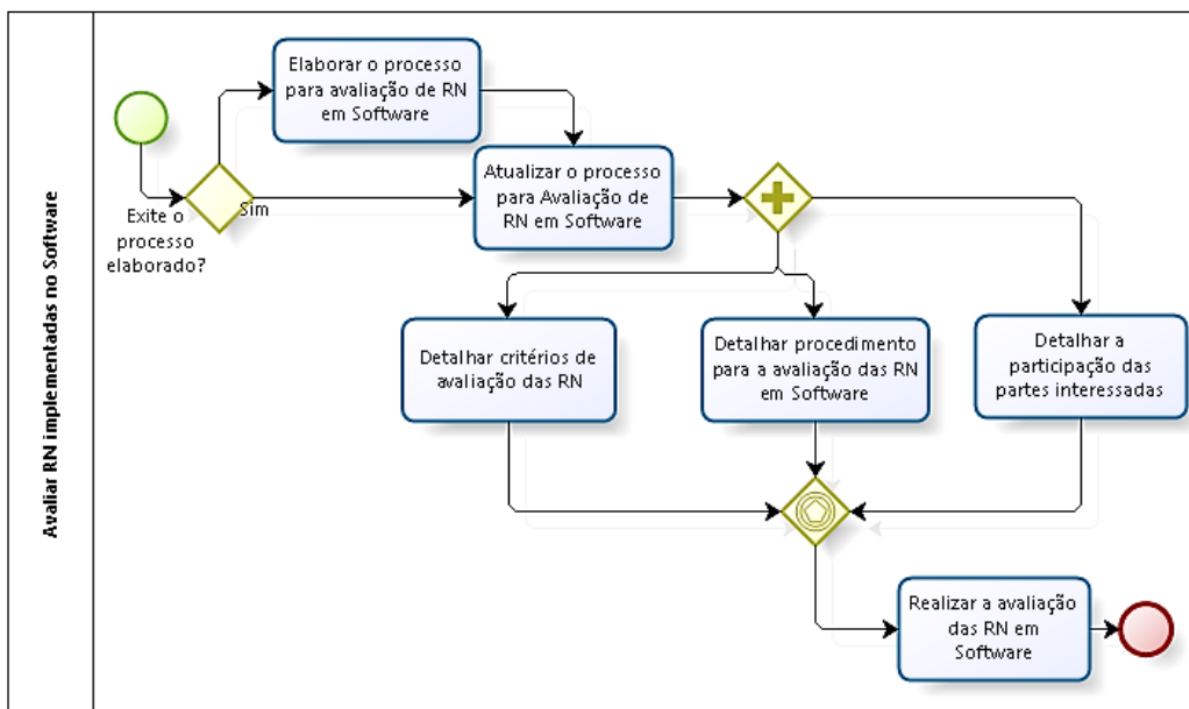 Avaliar RN implementadas no Software
Elaborar o processo
para avaliação de RN
em Software
Exite o
processo
elaborado?
Sim
Atualizar o processo
para Avaliação de
RN em Software
Detalhar critérios de
avaliação das RN
Detalhar procedimento
para a avaliação das RN
em Software
Detalhar a
participação das
partes interessadas
Realizar a avaliação
das RN em
Software